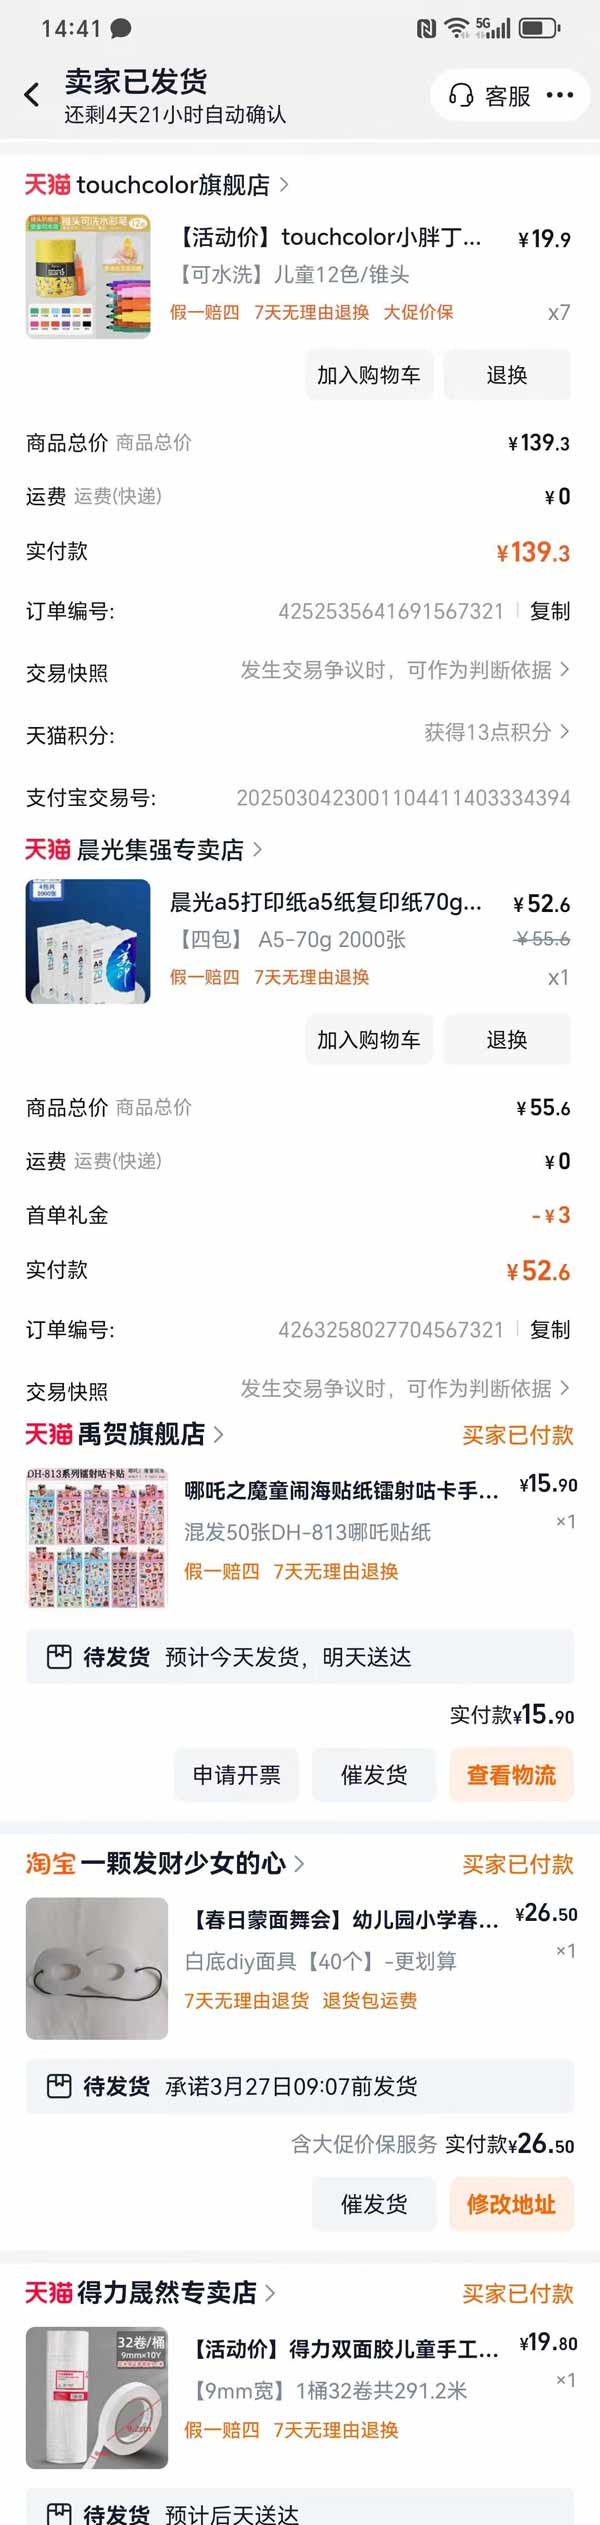 14:41
5G
卖家已发货
还剩4天21小时自动确认
客服
天猫 touchcolor旗舰店
【活动价】touchcolor小胖丁... ¥19.9
【可水洗】儿童12色/锥头
假一赔四 7天无理由退换 大促价保 x7
加入购物车 退换
商品总价 商品总价 ¥139.3
运费 运费(快递) ¥0
实付款 ¥139.3
订单编号: 4252535641691567321 复制
交易快照 发生交易争议时，可作为判断依据
天猫积分: 获得13点积分
支付宝交易号: 2025030423001104411403334394
天猫 晨光集强专卖店
2000张
晨光a5打印纸a5纸复印纸70g... ¥52.6
【四包】 A5-70g 2000张 ¥55.6
假一赔四 7天无理由退换 x1
加入购物车 退换
商品总价 商品总价 ¥55.6
运费 运费(快递) ¥0
首单礼金 -¥3
实付款 ¥52.6
订单编号: 4263258027704567321 复制
交易快照 发生交易争议时，可作为判断依据
天猫 禹贺旗舰店 买家已付款
DH-813系列镭射咕卡贴
哪吒之魔童闹海贴纸镭射咕卡手... ¥15.90
混发50张DH-813哪吒贴纸 ×1
假一赔四 7天无理由退换
待发货 预计今天发货，明天送达
实付款¥15.90
申请开票 催发货 查看物流
淘宝 一颗发财少女的心 买家已付款
【春日蒙面舞会】幼儿园小学春... ¥26.50
白底diy面具【40个】-更划算 ×1
7天无理由退货 退货包运费
待发货 承诺3月27日09:07前发货
含大促价保服务 实付款¥26.50
催发货 修改地址
天猫 得力晟然专卖店 买家已付款
32卷/桶
9mm×10Y
【活动价】得力双面胶儿童手工... ¥19.80
【9mm宽】1桶32卷共291.2米 ×1
假一赔四 7天无理由退换
待发货 预计后天送达